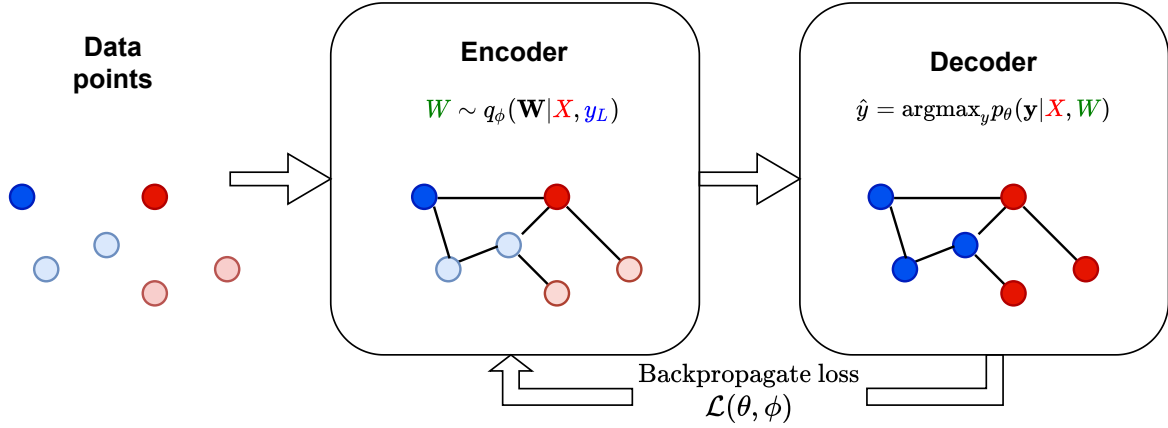 Data
points
Encoder
W ∼ q_ϕ(𝐖|X, y_L)
Decoder
ŷ = argmax_y p_θ(𝐲|X, W)
Backpropagate loss
ℒ(θ, ϕ)